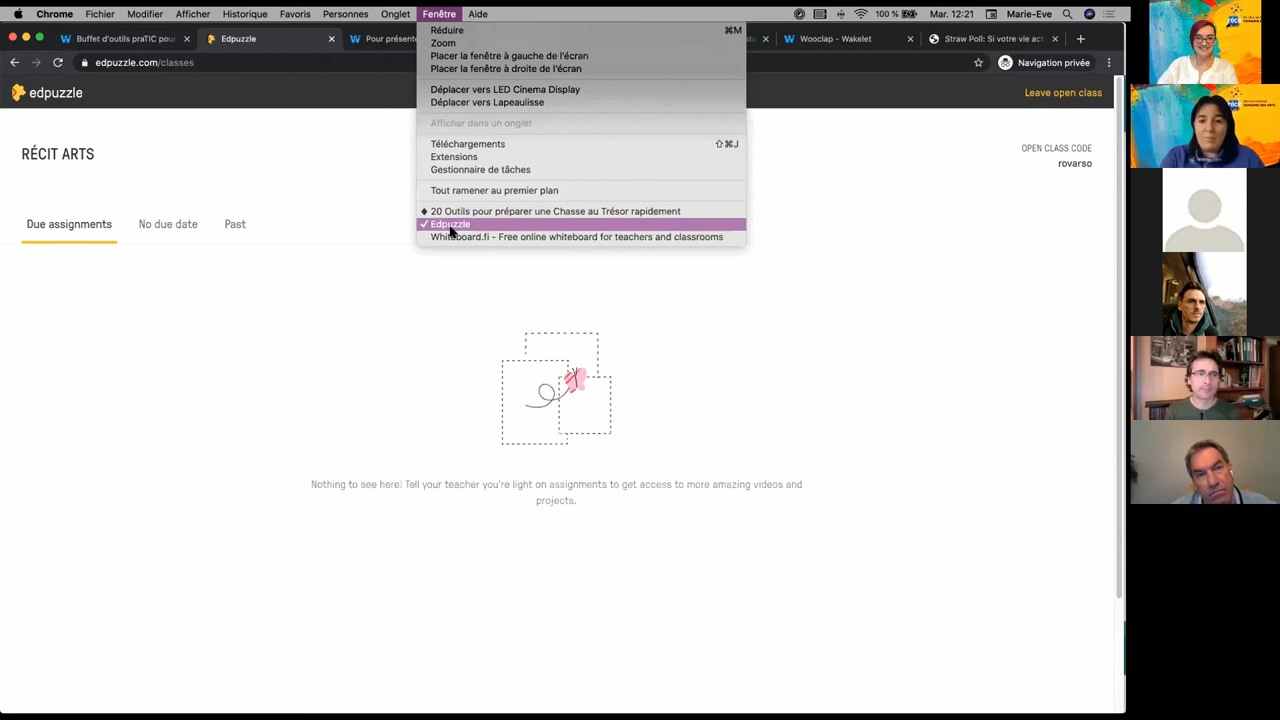 Chrome Fichier Modifier Afficher Historique Favoris Personnes Onglet Fenêtre Aide 100 % Mar. 12:21 Marie-Eve
Buffet d'outils praTIC pour Edpuzzle Pour présente Wooclap - Wakelet Straw Poll: Si votre vie act
edpuzzle.com/classes Navigation privée
edpuzzle Leave open class
Réduire ⌘M
Zoom
Placer la fenêtre à gauche de l'écran
Placer la fenêtre à droite de l'écran
Déplacer vers LED Cinema Display
Déplacer vers Lapeaulisse
Afficher dans un onglet
Téléchargements ⇧⌘J
Extensions
Gestionnaire de tâches
Tout ramener au premier plan
20 Outils pour préparer une Chasse au Trésor rapidement
Edpuzzle
Whiteboard.fi - Free online whiteboard for teachers and classrooms
RÉCIT ARTS
OPEN CLASS CODE
rovarso
Due assignments No due date Past
Nothing to see here! Tell your teacher you're light on assignments to get access to more amazing videos and
projects.